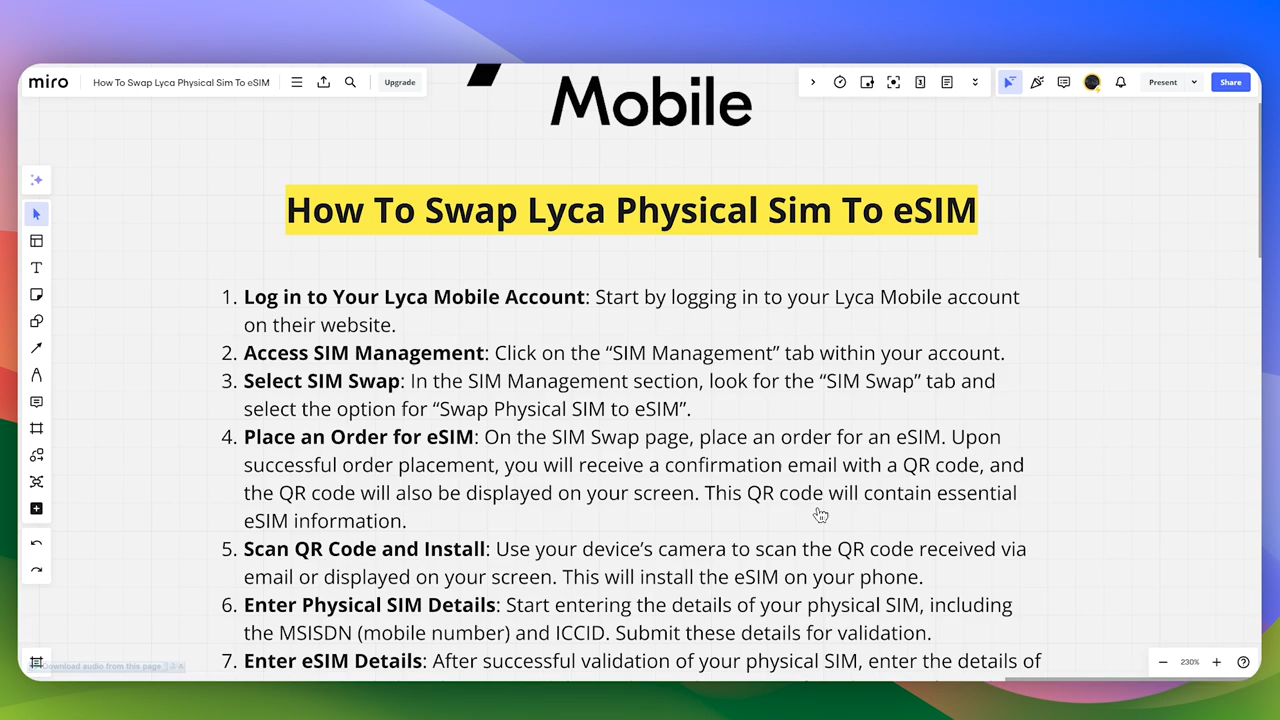 miro
How To Swap Lyca Physical Sim To eSIM
Upgrade
Present
Share
Mobile
How To Swap Lyca Physical Sim To eSIM
1. Log in to Your Lyca Mobile Account: Start by logging in to your Lyca Mobile account
on their website.
2. Access SIM Management: Click on the “SIM Management” tab within your account.
3. Select SIM Swap: In the SIM Management section, look for the “SIM Swap” tab and
select the option for “Swap Physical SIM to eSIM”.
4. Place an Order for eSIM: On the SIM Swap page, place an order for an eSIM. Upon
successful order placement, you will receive a confirmation email with a QR code, and
the QR code will also be displayed on your screen. This QR code will contain essential
eSIM information.
5. Scan QR Code and Install: Use your device’s camera to scan the QR code received via
email or displayed on your screen. This will install the eSIM on your phone.
6. Enter Physical SIM Details: Start entering the details of your physical SIM, including
the MSISDN (mobile number) and ICCID. Submit these details for validation.
7. Enter eSIM Details: After successful validation of your physical SIM, enter the details of
Download audio from this page
230%